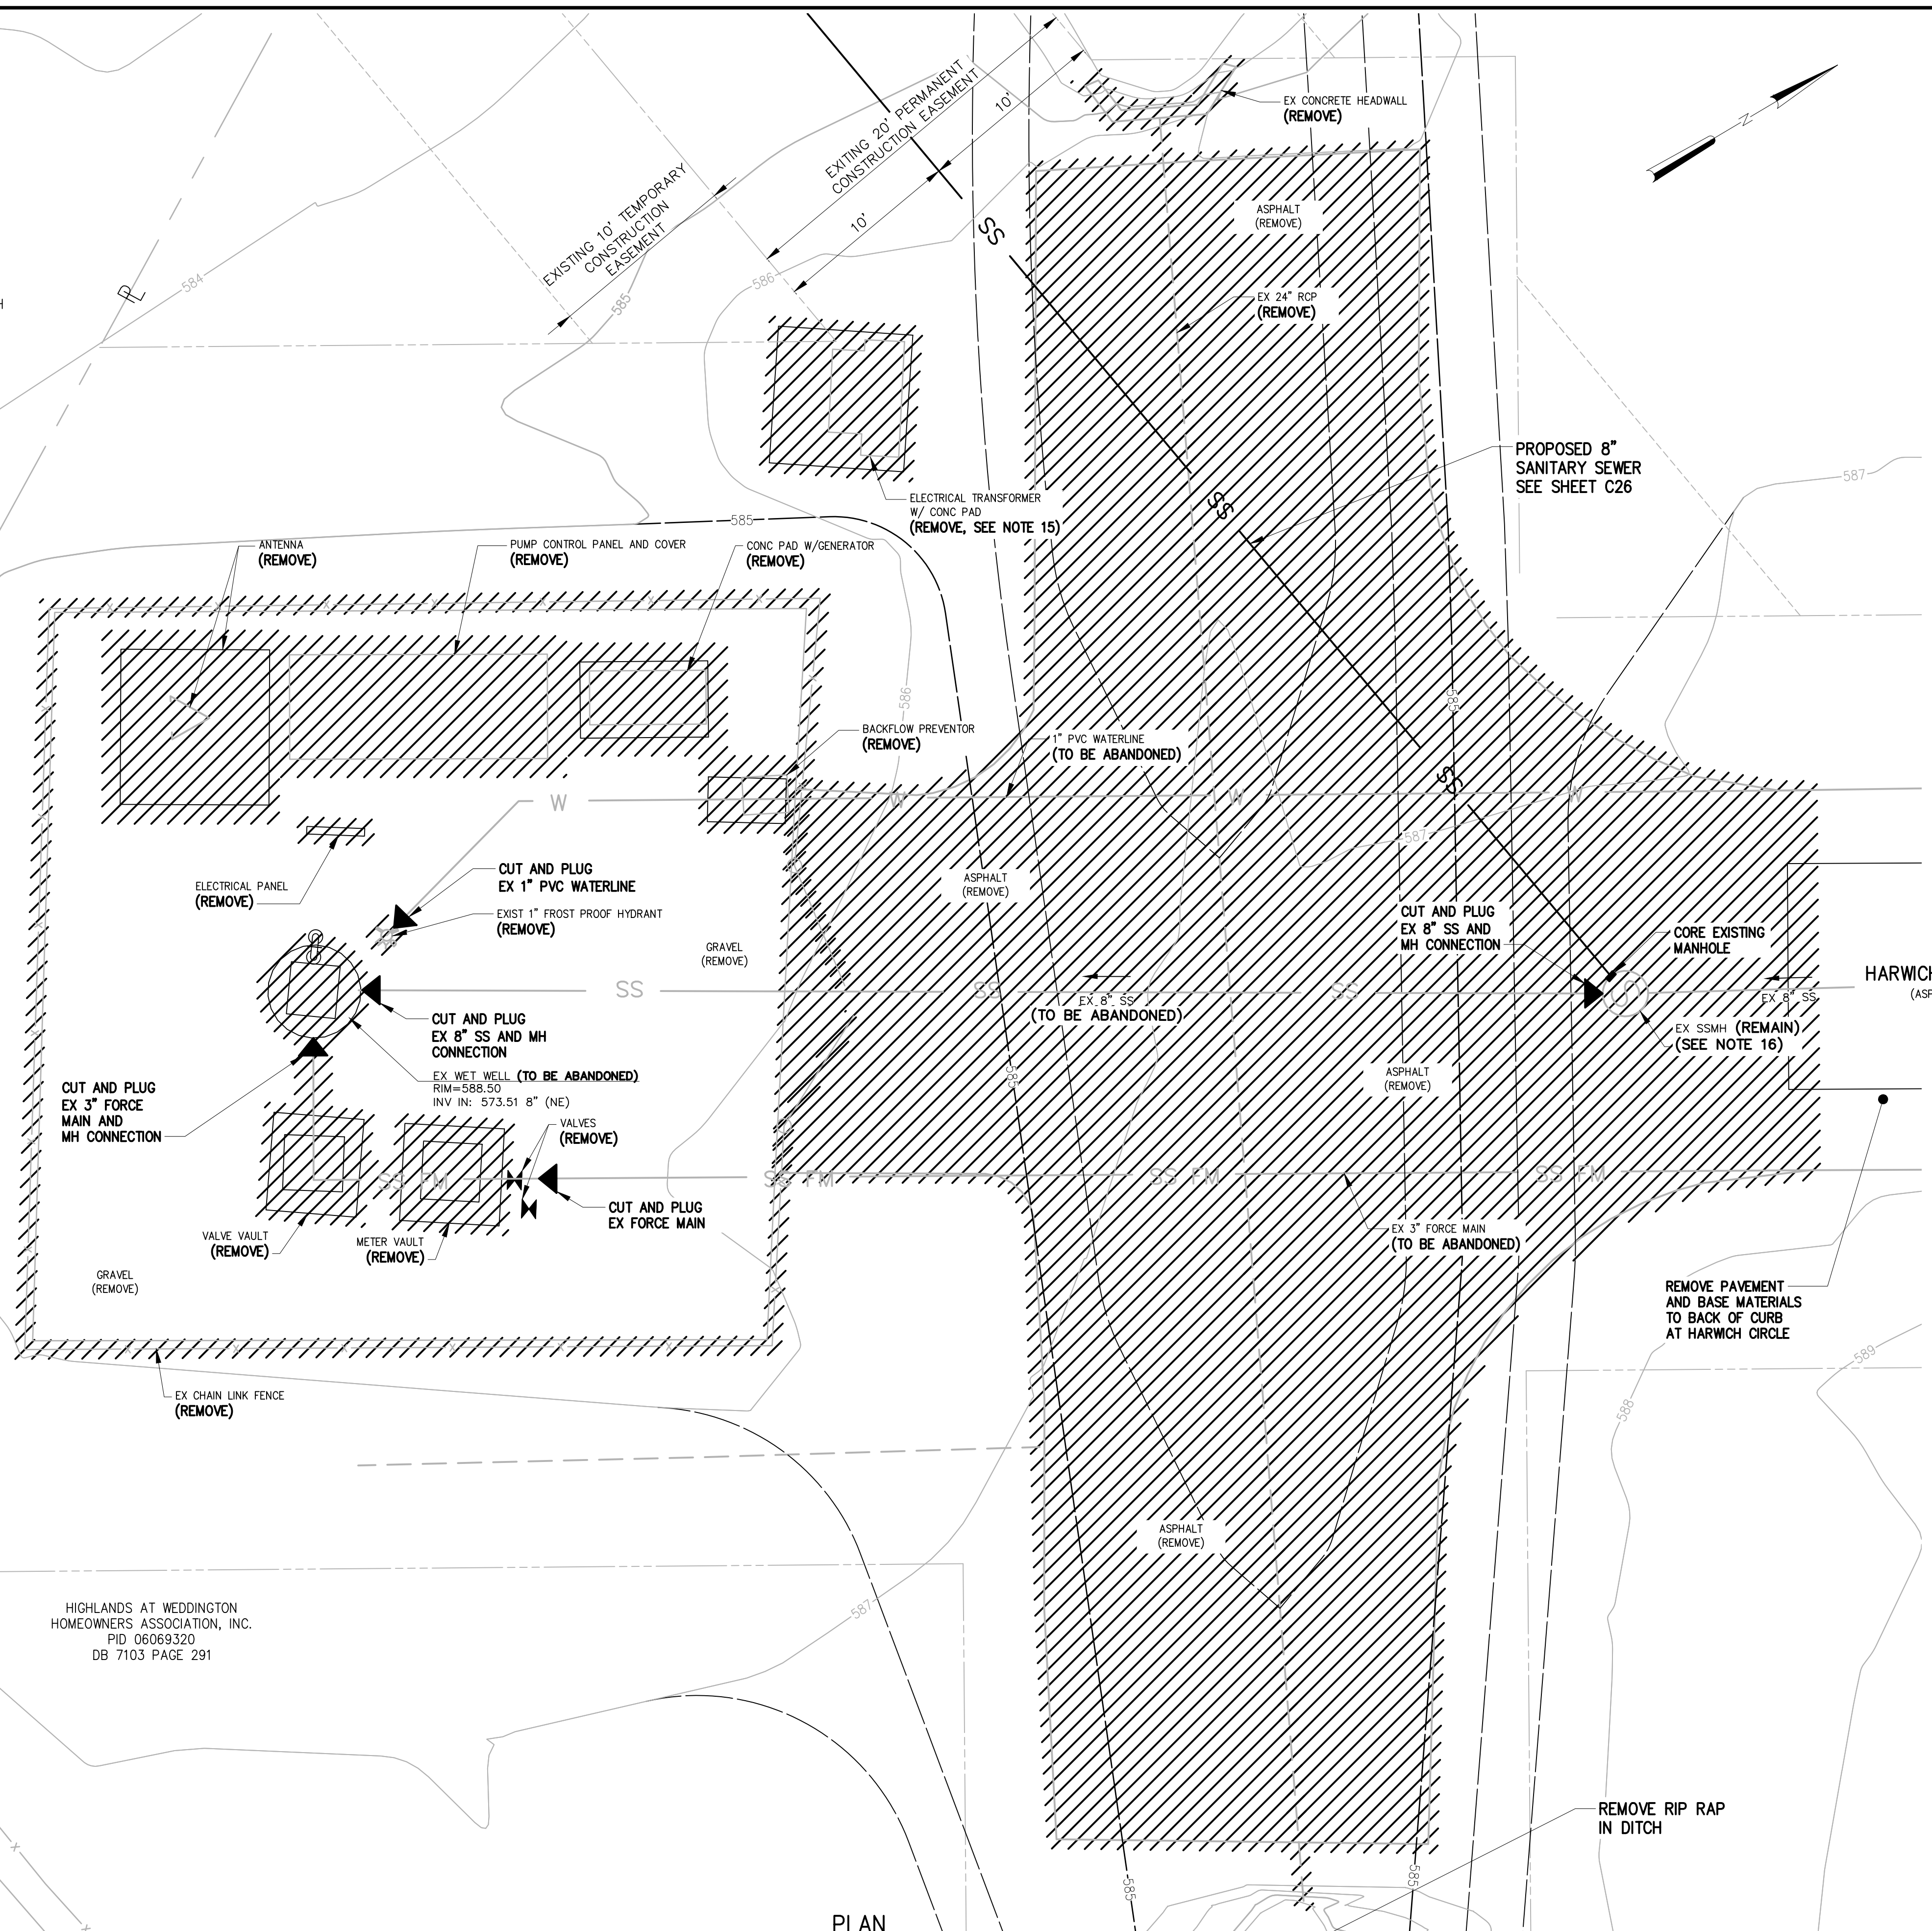 EX CONCRETE HEADWALL
(REMOVE)
N
EXITING 20' PERMANENT
CONSTRUCTION EASEMENT
10'
10'
EXISTING 10' TEMPORARY
CONSTRUCTION
EASEMENT
SS
ASPHALT
(REMOVE)
584
PL
H
585
586
EX 24" RCP
(REMOVE)
PROPOSED 8"
SANITARY SEWER
SEE SHEET C26
587
SS
ELECTRICAL TRANSFORMER
W/ CONC PAD
(REMOVE, SEE NOTE 15)
585
ANTENNA
(REMOVE)
PUMP CONTROL PANEL AND COVER
(REMOVE)
CONC PAD W/GENERATOR
(REMOVE)
586
585
BACKFLOW PREVENTOR
(REMOVE)
1" PVC WATERLINE
(TO BE ABANDONED)
SS
W
W
W
W
587
CUT AND PLUG
EX 1" PVC WATERLINE
ELECTRICAL PANEL
(REMOVE)
EXIST 1" FROST PROOF HYDRANT
(REMOVE)
ASPHALT
(REMOVE)
GRAVEL
(REMOVE)
CUT AND PLUG
EX 8" SS AND
MH CONNECTION
CORE EXISTING
MANHOLE
HARWICH
(ASP
SS
SS
SS
EX 8" SS
(TO BE ABANDONED)
EX 8" SS
CUT AND PLUG
EX 8" SS AND MH
CONNECTION
EX SSMH (REMAIN)
(SEE NOTE 16)
EX WET WELL (TO BE ABANDONED)
RIM=588.50
INV IN: 573.51 8" (NE)
585
ASPHALT
(REMOVE)
CUT AND PLUG
EX 3" FORCE
MAIN AND
MH CONNECTION
VALVES
(REMOVE)
SS FM
SS FM
SS FM
SS FM
CUT AND PLUG
EX FORCE MAIN
VALVE VAULT
(REMOVE)
METER VAULT
(REMOVE)
EX 3" FORCE MAIN
(TO BE ABANDONED)
GRAVEL
(REMOVE)
REMOVE PAVEMENT
AND BASE MATERIALS
TO BACK OF CURB
AT HARWICH CIRCLE
589
EX CHAIN LINK FENCE
(REMOVE)
588
ASPHALT
(REMOVE)
HIGHLANDS AT WEDDINGTON
HOMEOWNERS ASSOCIATION, INC.
PID 06069320
DB 7103 PAGE 291
587
REMOVE RIP RAP
IN DITCH
585
585
PLAN